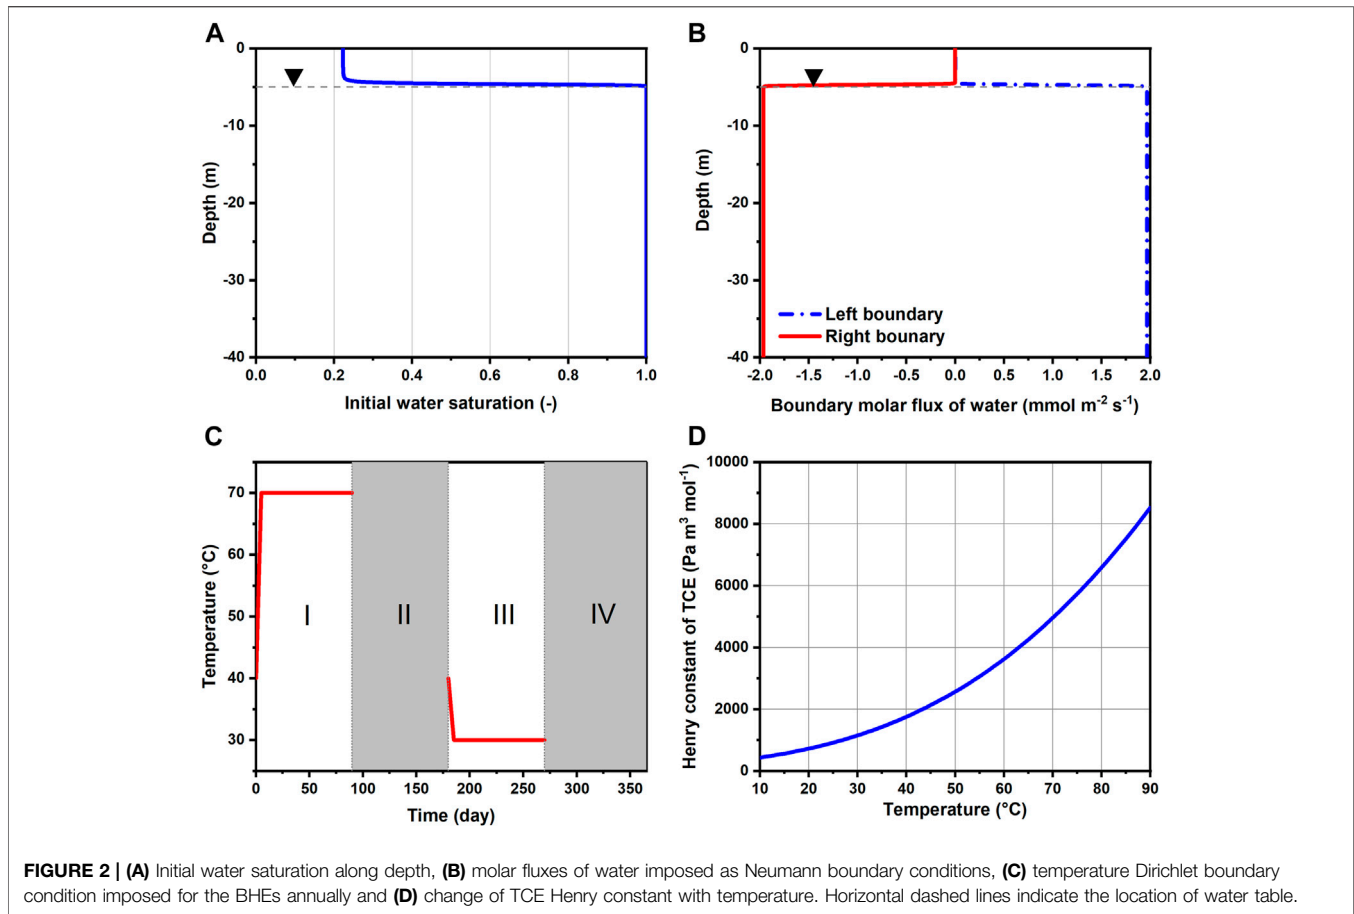 A
0
-10
-20
-30
-40
Depth (m)
0.0 0.2 0.4 0.6 0.8 1.0
Initial water saturation (-)
B
0
-10
-20
-30
-40
Depth (m)
Left boundary
Right bounary
-2.0 -1.5 -1.0 -0.5 0.0 0.5 1.0 1.5 2.0
Boundary molar flux of water (mmol m⁻² s⁻¹)
C
70
60
50
40
30
Temperature (°C)
I II III IV
0 50 100 150 200 250 300 350
Time (day)
D
10000
8000
6000
4000
2000
0
Henry constant of TCE (Pa m³ mol⁻¹)
10 20 30 40 50 60 70 80 90
Temperature (°C)
FIGURE 2 | (A) Initial water saturation along depth, (B) molar fluxes of water imposed as Neumann boundary conditions, (C) temperature Dirichlet boundary
condition imposed for the BHEs annually and (D) change of TCE Henry constant with temperature. Horizontal dashed lines indicate the location of water table.